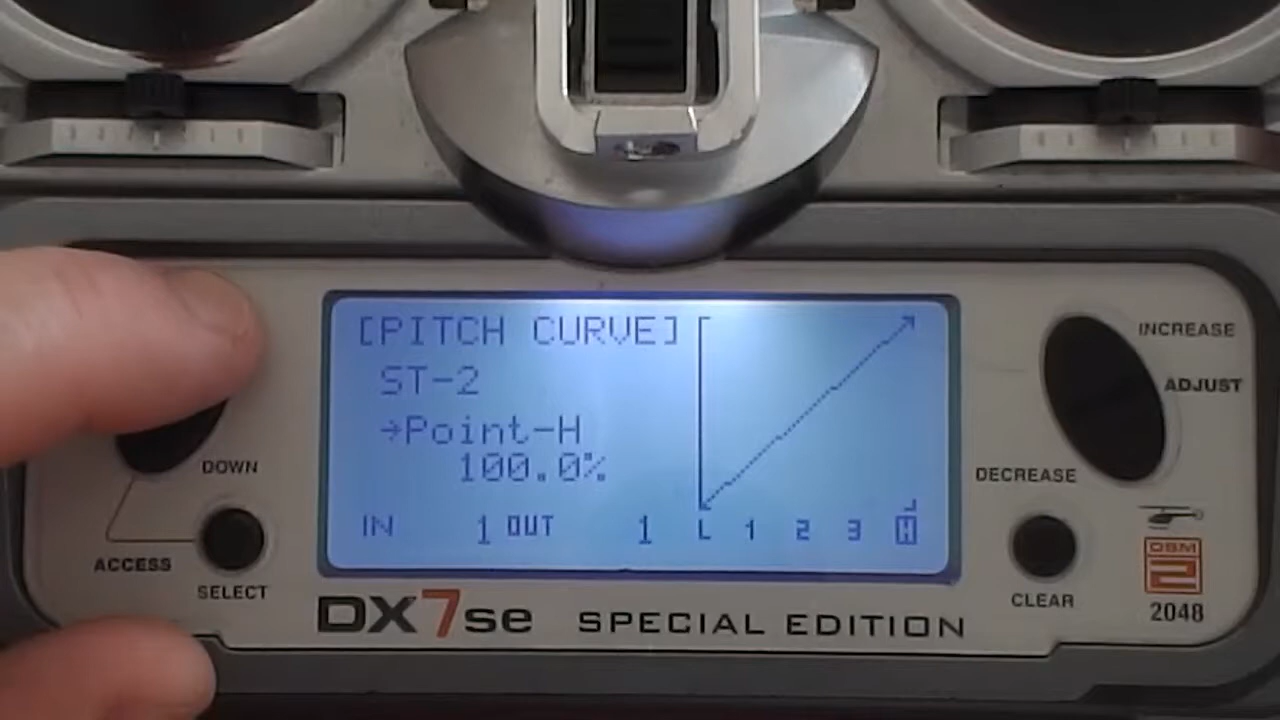 [PITCH CURVE]
ST-2
→Point-H
100.0%
IN 1 OUT 1
L 1 2 3 H
DOWN
ACCESS
SELECT
INCREASE
ADJUST
DECREASE
CLEAR
DSM
2
2048
DX7se SPECIAL EDITION